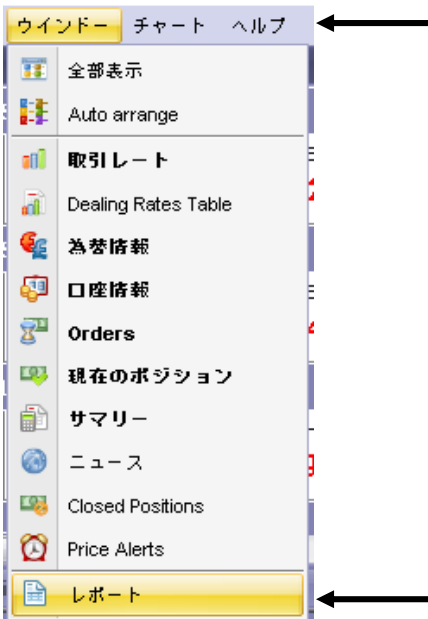 ウインドー チャート ヘルプ
全部表示
Auto arrange
取引レート
Dealing Rates Table
為替情報
口座情報
Orders
現在のポジション
サマリー
ニュース
Closed Positions
Price Alerts
レポート